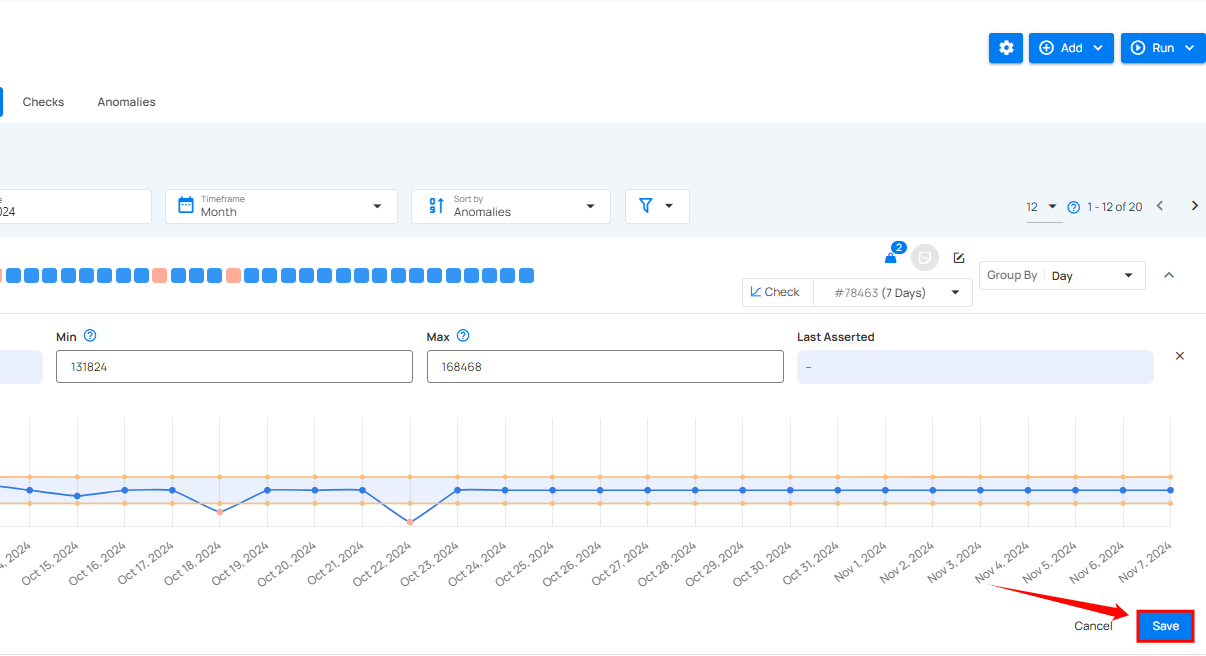 Add
Run
Checks
Anomalies
024
Timeframe
Month
Sort by
Anomalies
12
1 - 12 of 20
2
Check
#78463 (7 Days)
Group By
Day
Min
131824
Max
168468
Last Asserted
–
4, 2024
Oct 15, 2024
Oct 16, 2024
Oct 17, 2024
Oct 18, 2024
Oct 19, 2024
Oct 20, 2024
Oct 21, 2024
Oct 22, 2024
Oct 23, 2024
Oct 24, 2024
Oct 25, 2024
Oct 26, 2024
Oct 27, 2024
Oct 28, 2024
Oct 29, 2024
Oct 30, 2024
Oct 31, 2024
Nov 1, 2024
Nov 2, 2024
Nov 3, 2024
Nov 4, 2024
Nov 5, 2024
Nov 6, 2024
Nov 7, 2024
Cancel
Save